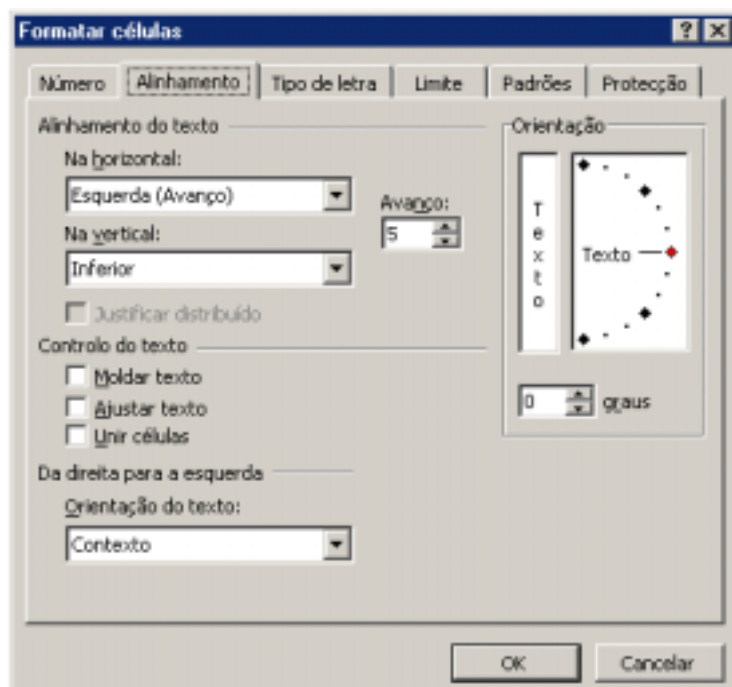 Formatar células
Número Alinhamento Tipo de letra Limite Padrões Protecção
Alinhamento do texto
Na horizontal:
Esquerda (Avanço)
Avanço:
5
Na vertical:
Inferior
Justificar distribuído
Controlo do texto
Moldar texto
Ajustar texto
Unir células
Da direita para a esquerda
Orientação do texto:
Contexto
Orientação
Texto
Texto
0 graus
OK Cancelar